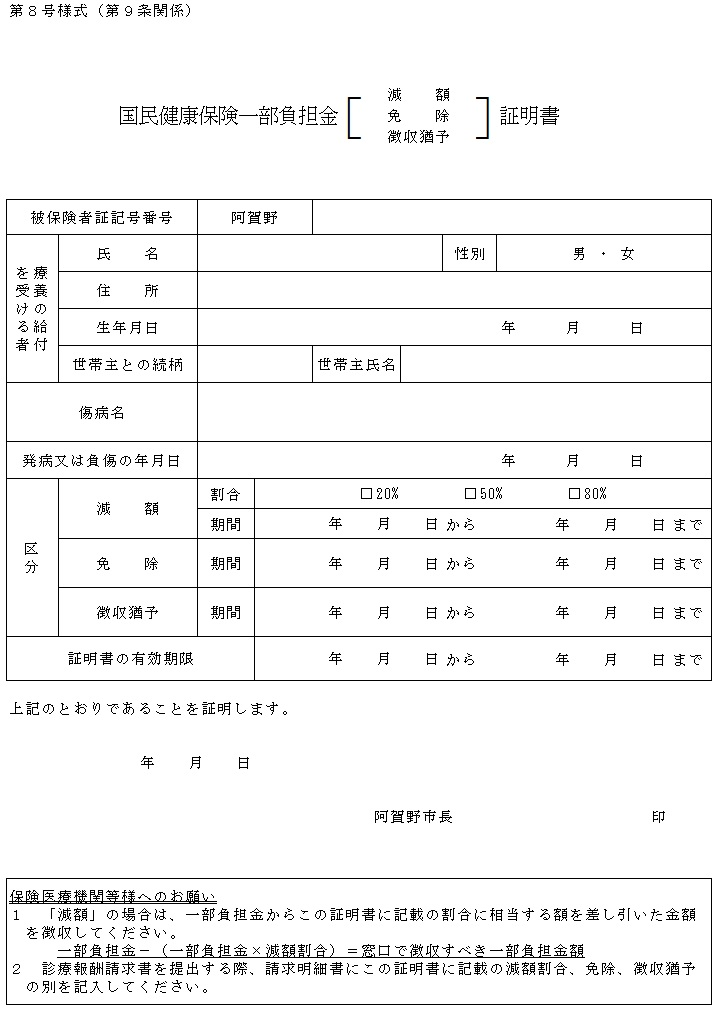 第８号様式（第９条関係）
減　　額
国民健康保険一部負担金［　免　　除　］証明書
徴収猶予
被保険者証記号番号　阿賀野
療養の給付を受ける者
氏　　名　性別　男　・　女
住　　所
生年月日　年　　月　　日
世帯主との続柄　世帯主氏名
傷病名
発病又は負傷の年月日　年　　月　　日
区分
減　　額　割合　□20%　□50%　□80%
期間　年　　月　　日から　年　　月　　日まで
免　　除　期間　年　　月　　日から　年　　月　　日まで
徴収猶予　期間　年　　月　　日から　年　　月　　日まで
証明書の有効期限　年　　月　　日から　年　　月　　日まで
上記のとおりであることを証明します。
年　　月　　日
阿賀野市長　印
保険医療機関等様へのお願い
１　「減額」の場合は、一部負担金からこの証明書に記載の割合に相当する額を差し引いた金額
を徴収してください。
一部負担金－（一部負担金×減額割合）＝窓口で徴収すべき一部負担金額
２　診療報酬請求書を提出する際、請求明細書にこの証明書に記載の減額割合、免除、徴収猶予
の別を記入してください。